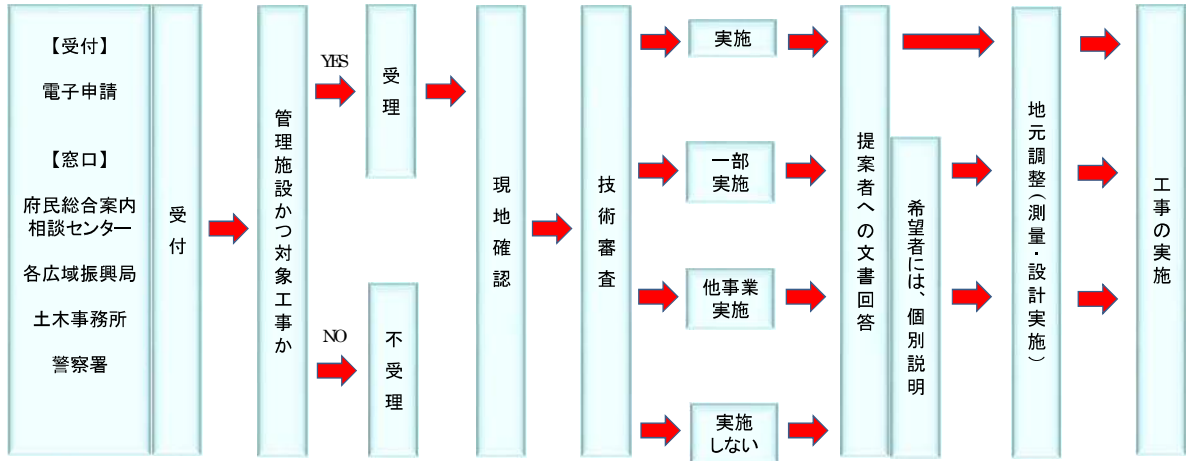 【受付】
電子申請
【窓口】
府民総合案内
相談センター
各広域振興局
土木事務所
警察署
受付
管理施設かつ対象工事か
YES
受理
NO
不受理
現地確認
技術審査
実施
一部
実施
他事業
実施
実施
しない
提案者への文書回答
希望者には、個別説明
地元調整(測量・設計実施)
工事の実施